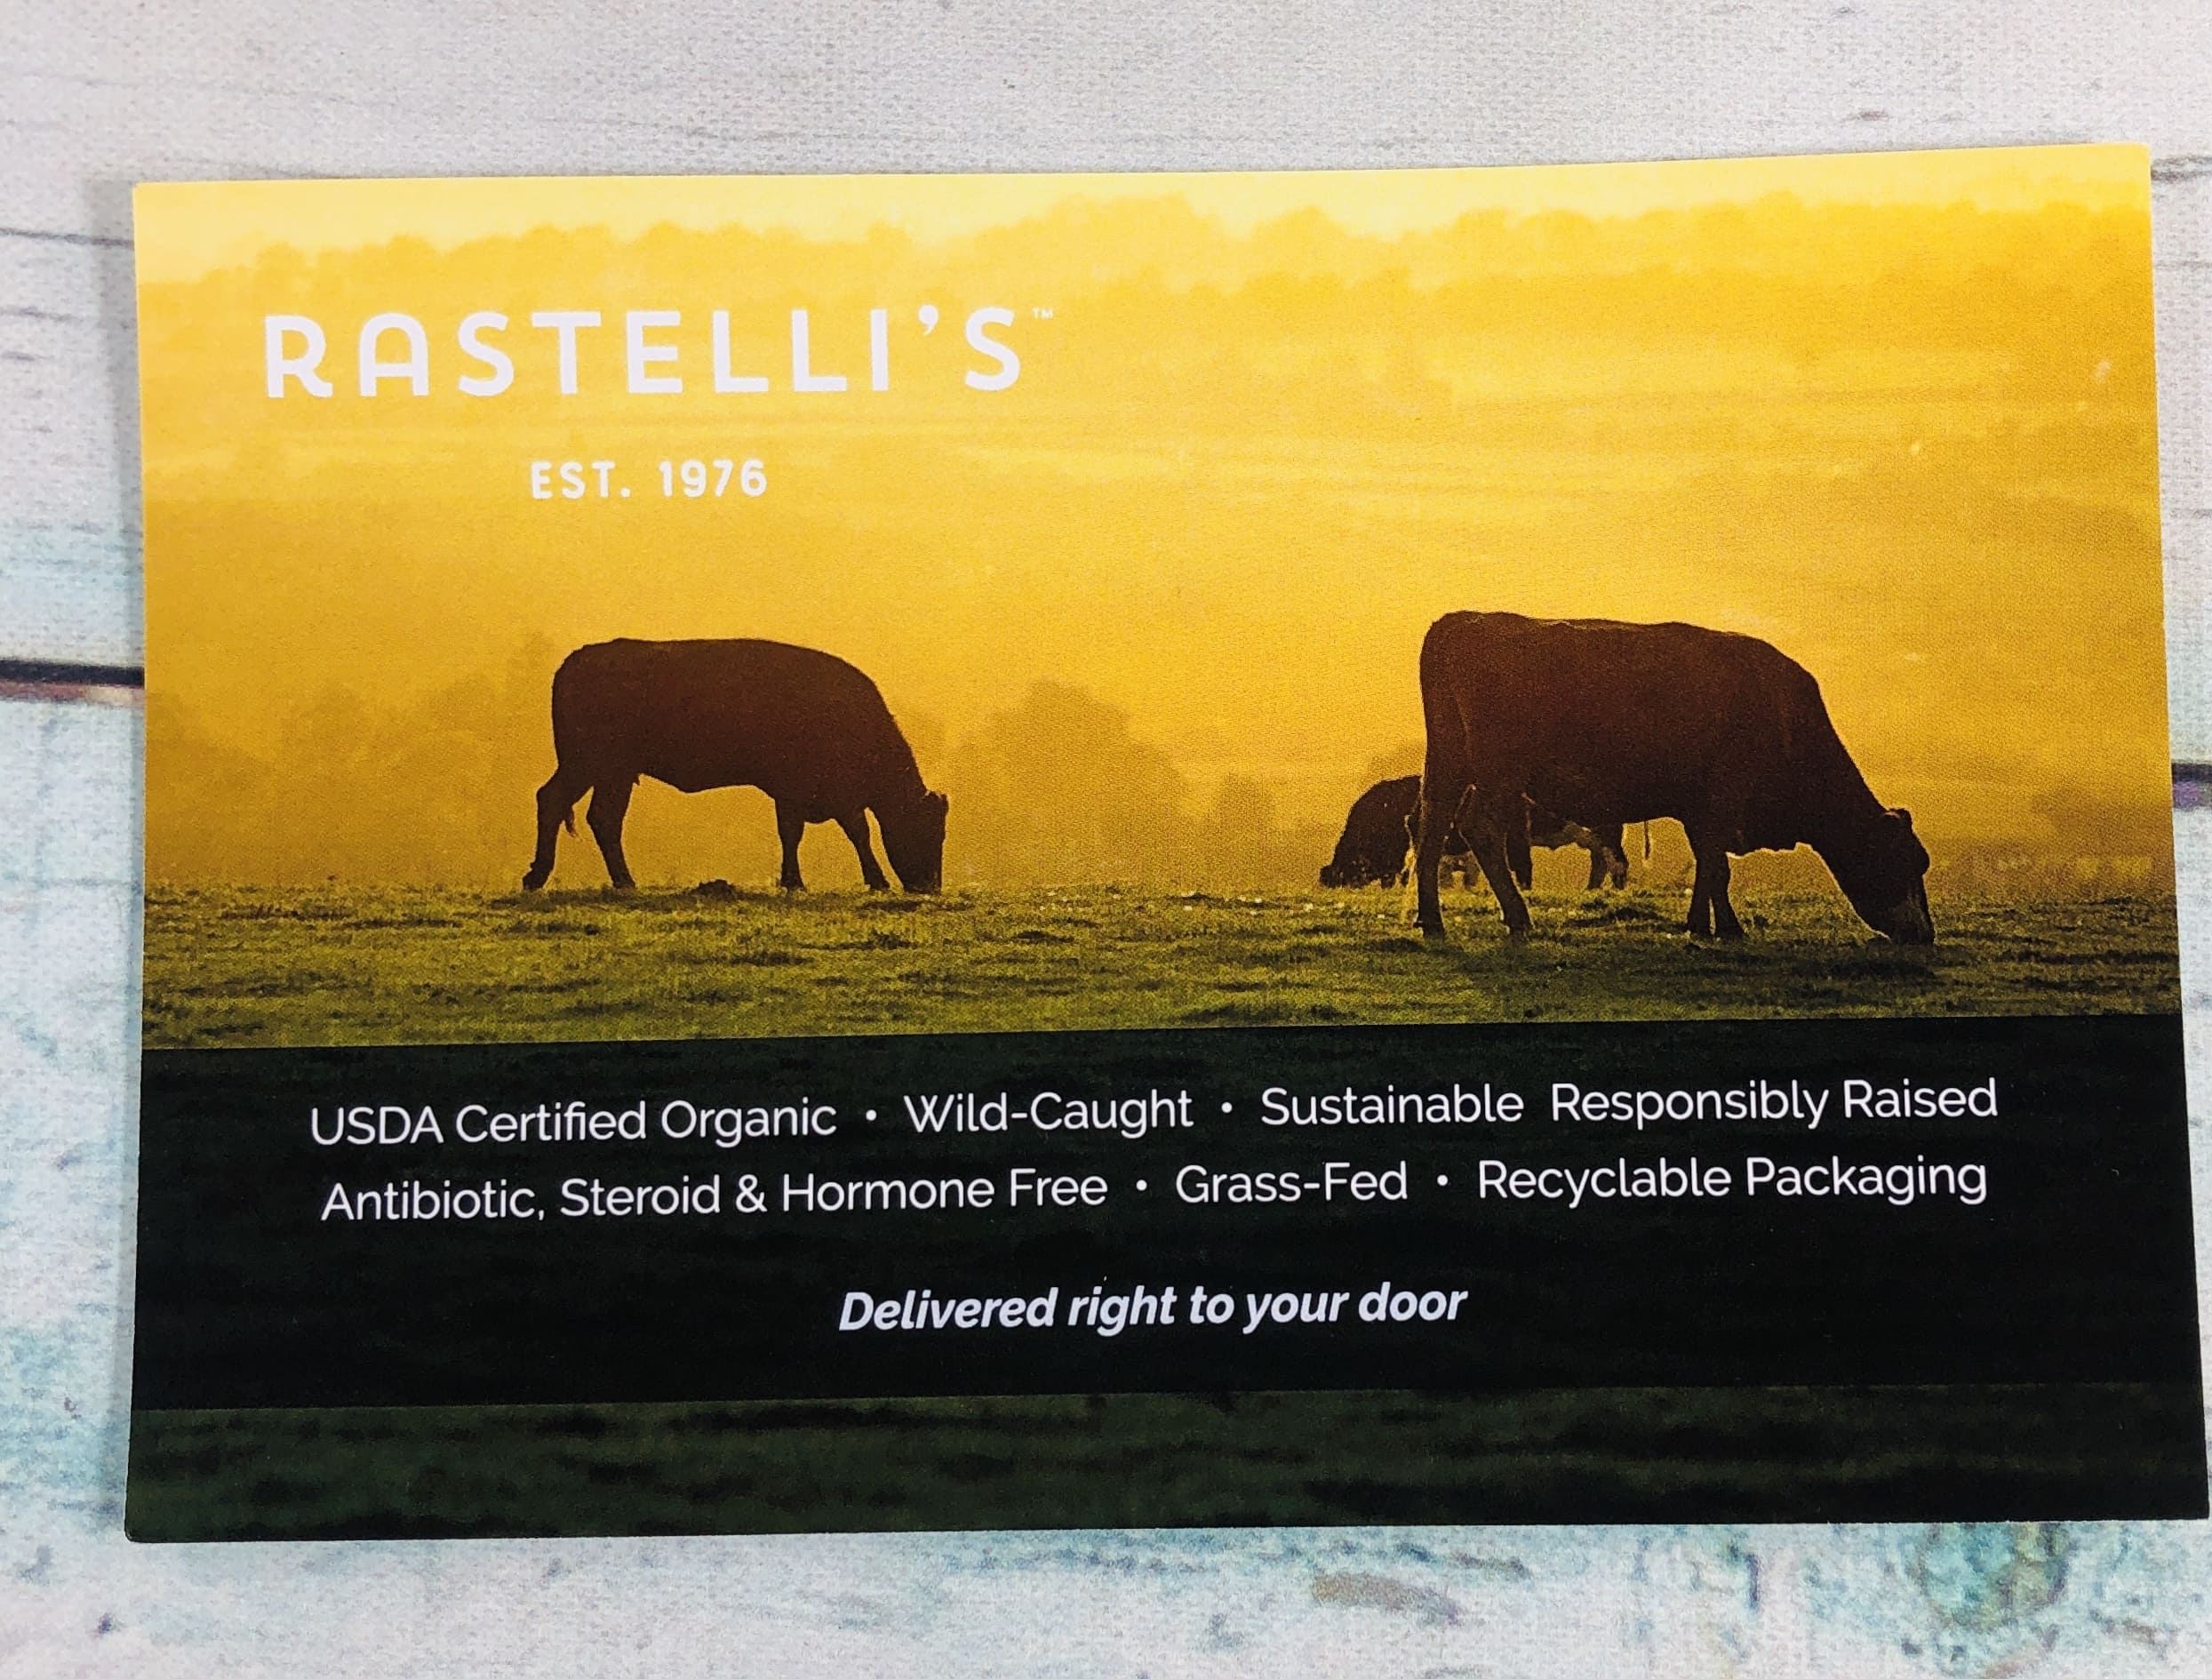 RASTELLI'S™
EST. 1976
USDA Certified Organic • Wild-Caught • Sustainable Responsibly Raised
Antibiotic, Steroid & Hormone Free • Grass-Fed • Recyclable Packaging
Delivered right to your door